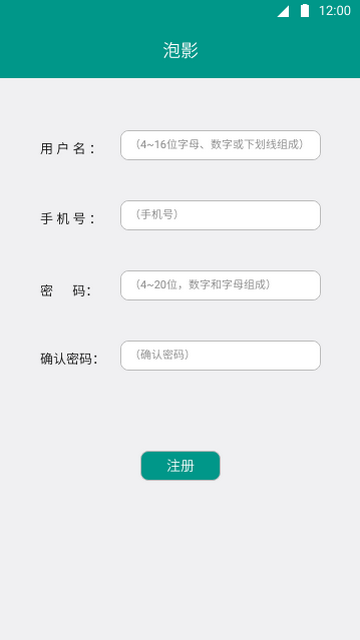 12:00
泡影
用 户 名： （4~16位字母、数字或下划线组成）
手 机 号： （手机号）
密 码： （4~20位，数字和字母组成）
确认密码： （确认密码）
注册